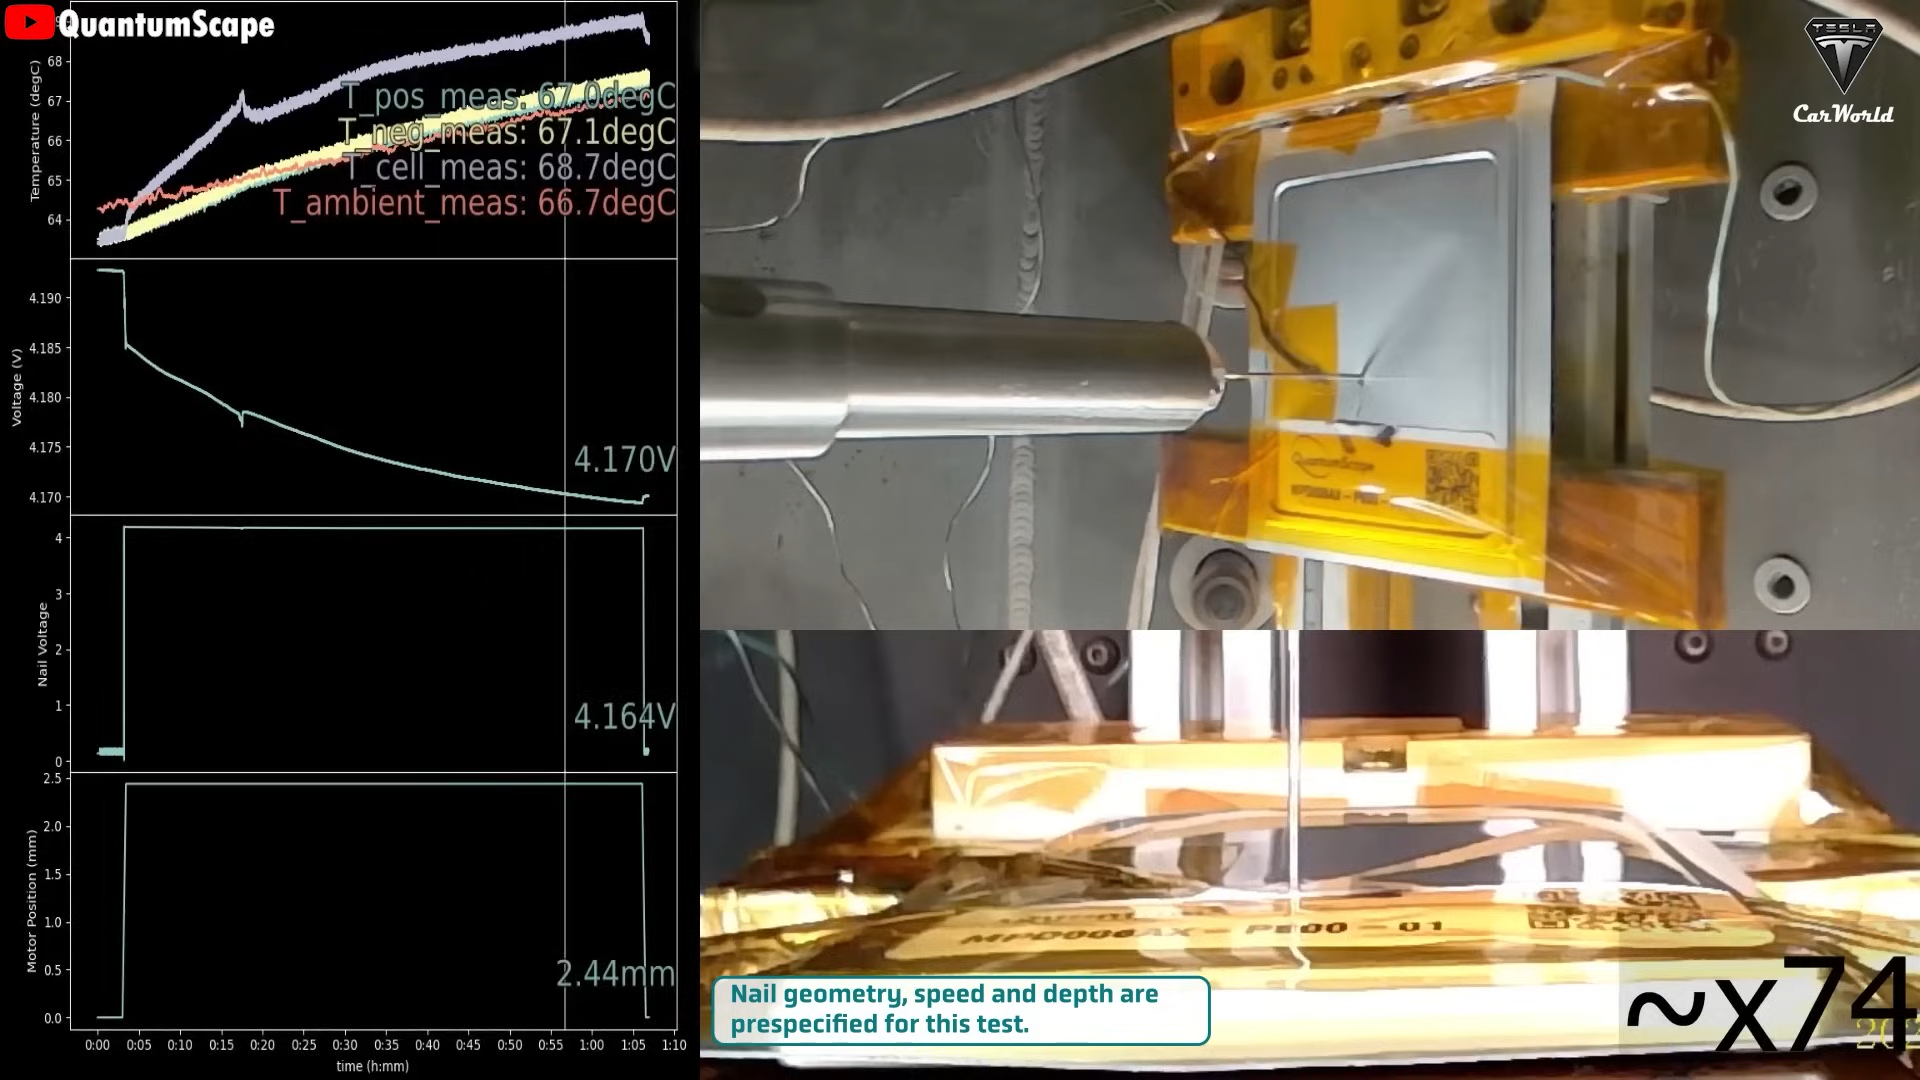 QuantumScape
68
67
66
65
64
Temperature (degC)
T_pos_meas: 67.0degC
T_neg_meas: 67.1degC
T_cell_meas: 68.7degC
T_ambient_meas: 66.7degC
4.190
4.185
4.180
4.175
4.170
Voltage (V)
4.170V
4
3
2
1
0
Nail Voltage
4.164V
2.5
2.0
1.5
1.0
0.5
0.0
Motor Position (mm)
2.44mm
0:00 0:05 0:10 0:15 0:20 0:25 0:30 0:35 0:40 0:45 0:50 0:55 1:00 1:05 1:10
time (h:mm)
TESLA
CarWorld
QuantumScape
MPD008AX - PE00 - 01
Nail geometry, speed and depth are
prespecified for this test.
~x74